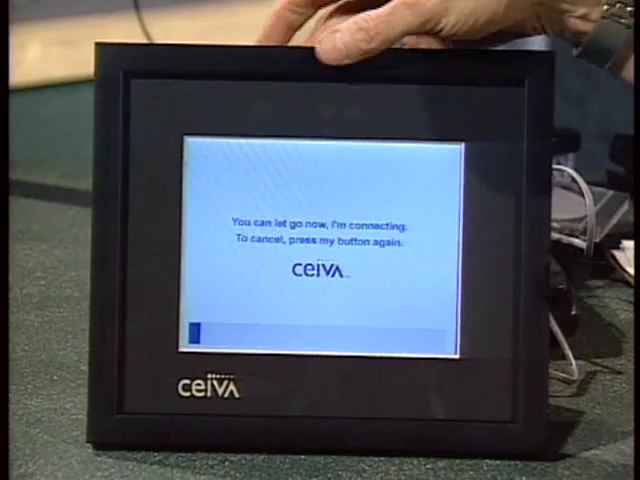 You can let go now, I'm connecting.
To cancel, press my button again.
ceiva
ceiva